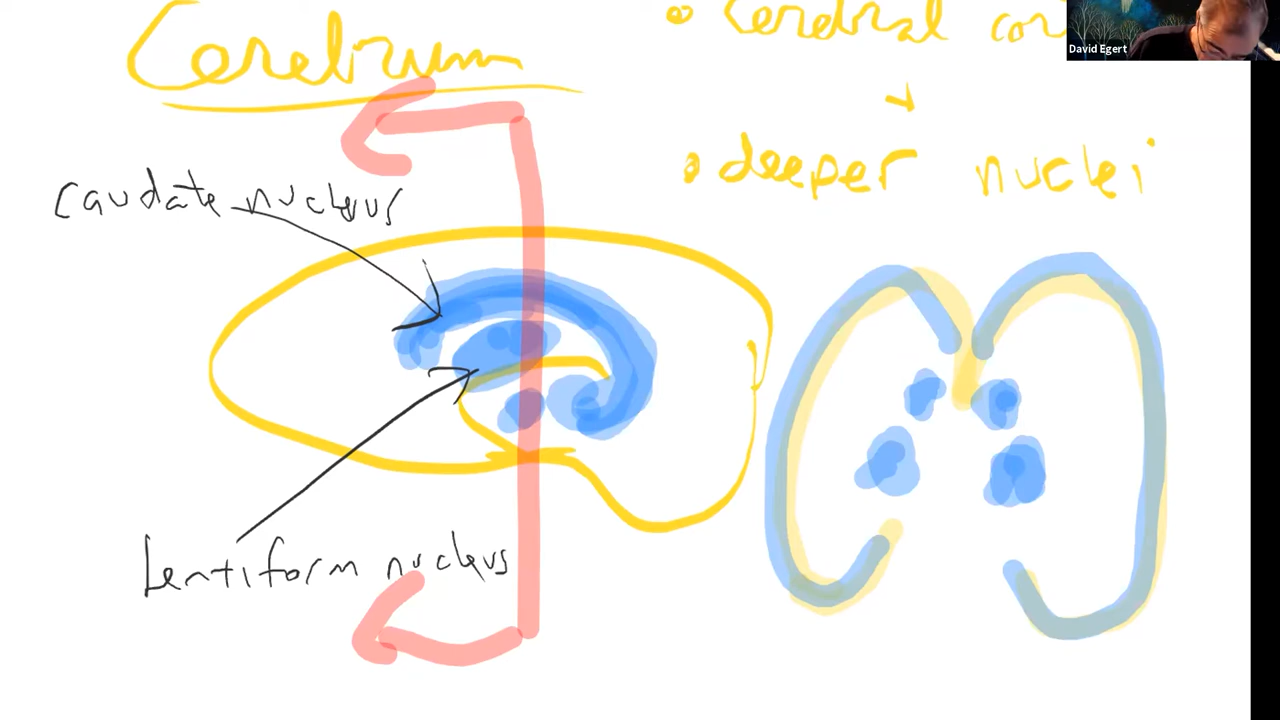 Cerebrum
• Cerebral cor
David Egert
• deeper nuclei
caudate nucleus
Lentiform nucleus